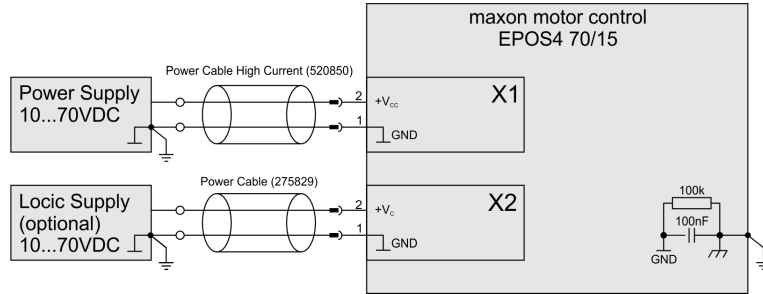 maxon motor control
EPOS4 70/15
Power Cable High Current (520850)
Power Supply
10...70VDC
2
+Vcc
X1
1
GND
Power Cable (275829)
Locic Supply
(optional)
10...70VDC
2
+Vc
X2
1
GND
100k
100nF
GND